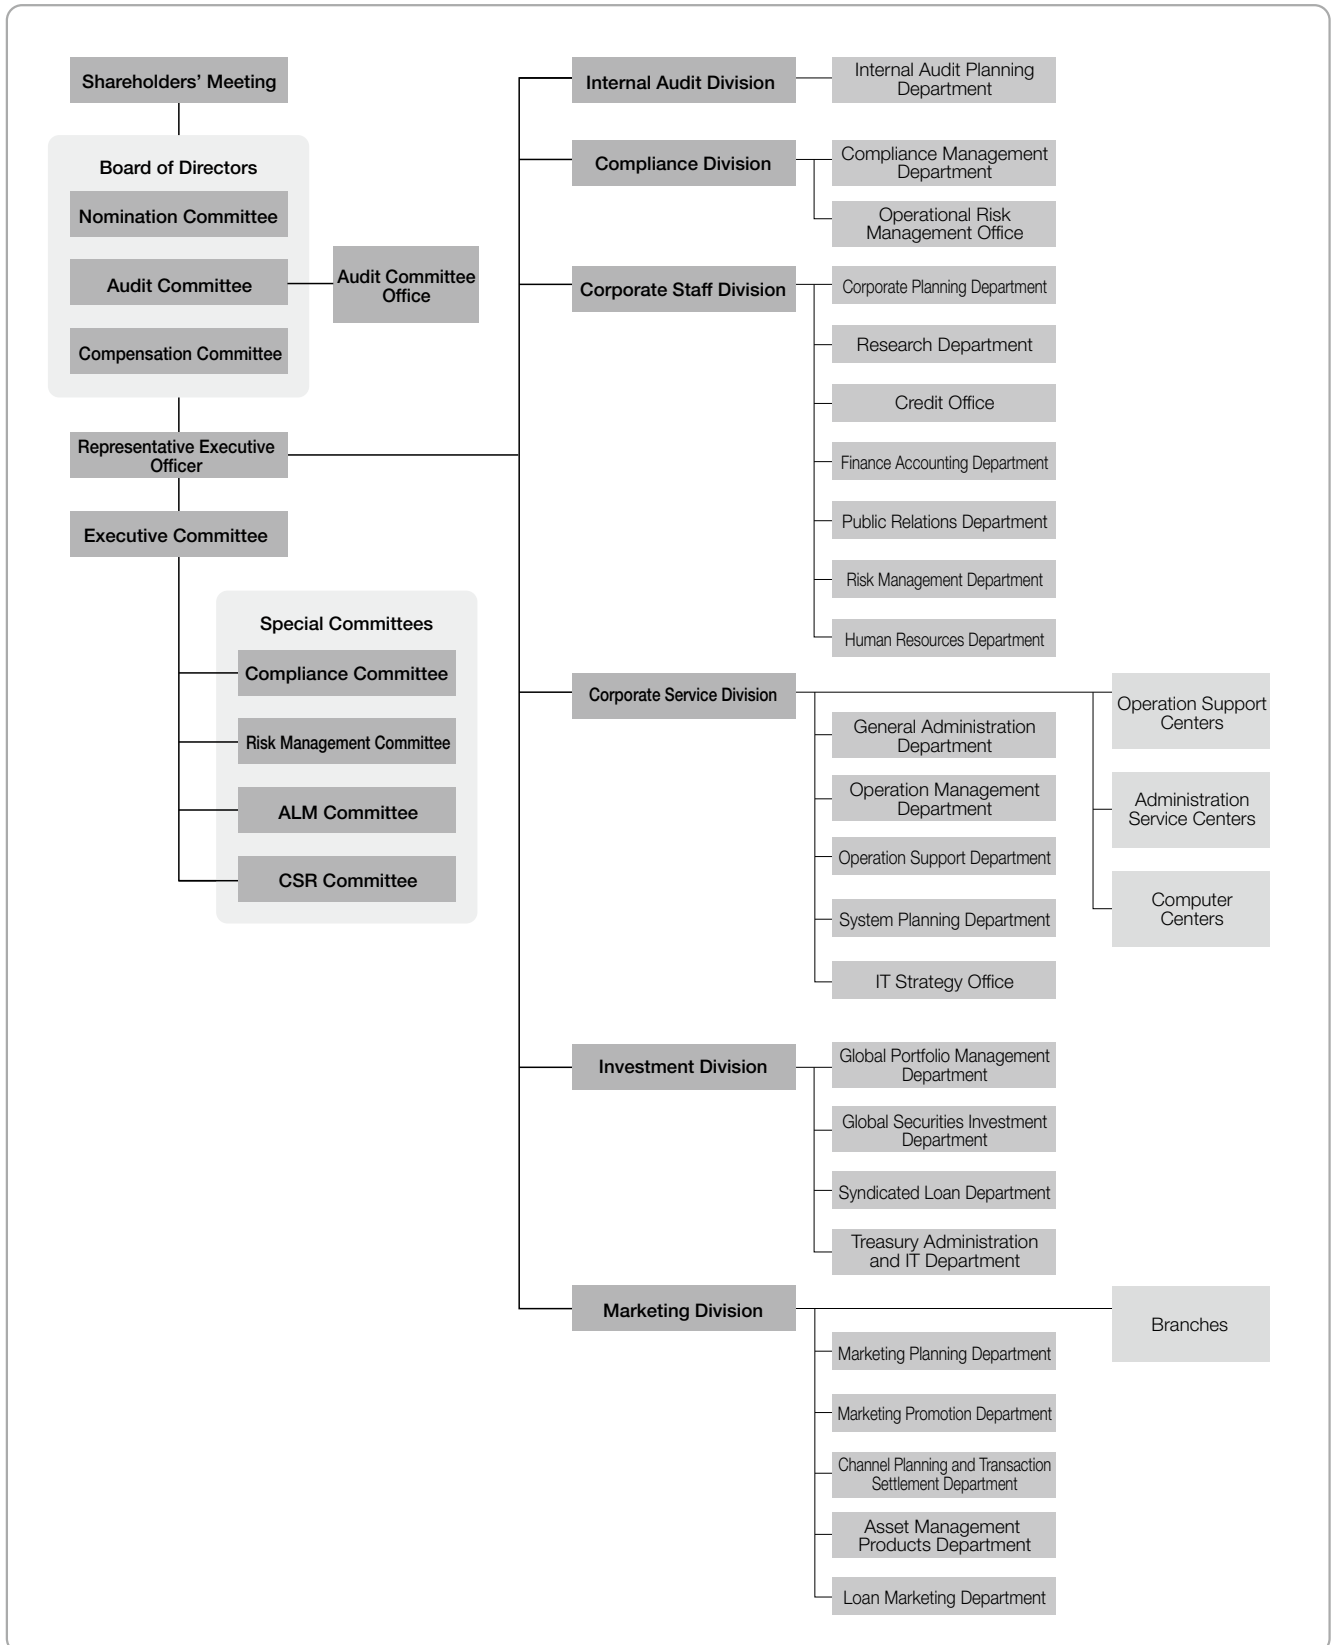 Shareholders’ Meeting
Board of Directors
Nomination Committee
Audit Committee
Audit Committee
Office
Compensation Committee
Representative Executive
Officer
Executive Committee
Special Committees
Compliance Committee
Risk Management Committee
ALM Committee
CSR Committee
Internal Audit Division
Internal Audit Planning
Department
Compliance Division
Compliance Management
Department
Operational Risk
Management Office
Corporate Staff Division
Corporate Planning Department
Research Department
Credit Office
Finance Accounting Department
Public Relations Department
Risk Management Department
Human Resources Department
Corporate Service Division
General Administration
Department
Operation Management
Department
Operation Support Department
System Planning Department
IT Strategy Office
Operation Support
Centers
Administration
Service Centers
Computer
Centers
Investment Division
Global Portfolio Management
Department
Global Securities Investment
Department
Syndicated Loan Department
Treasury Administration
and IT Department
Marketing Division
Marketing Planning Department
Marketing Promotion Department
Channel Planning and Transaction
Settlement Department
Asset Management
Products Department
Loan Marketing Department
Branches